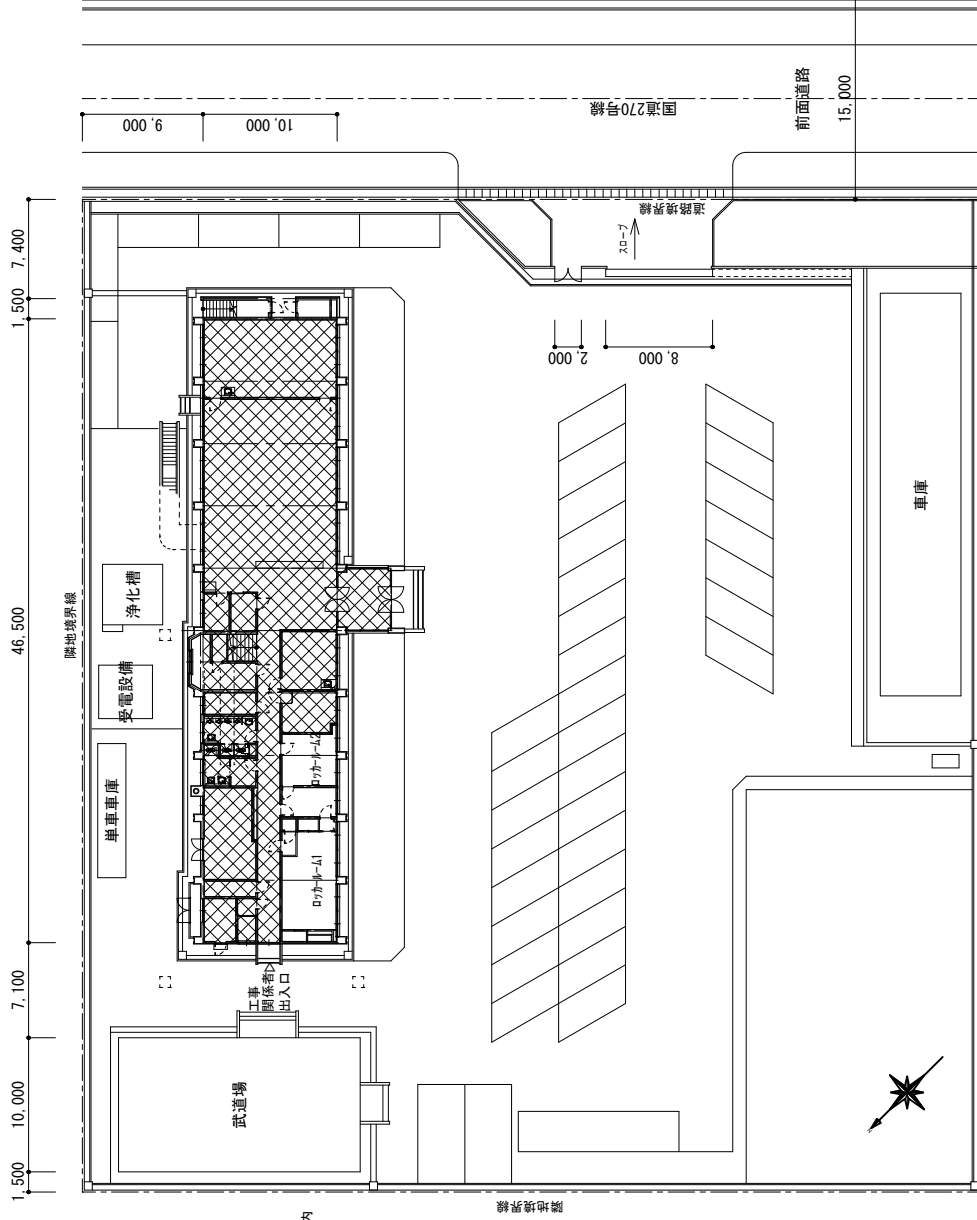 9,000
10,000
国道270号線
前面道路
15,000
7,400
1,500
46,500
7,100
10,000
1,500
道路境界線
スロープ
2,000
8,000
隣地境界線
浄化槽
受電設備
単車車庫
ロッカールーム2
ロッカールーム1
車庫
工事
関係者
出入口
武道場
隣地境界線
内